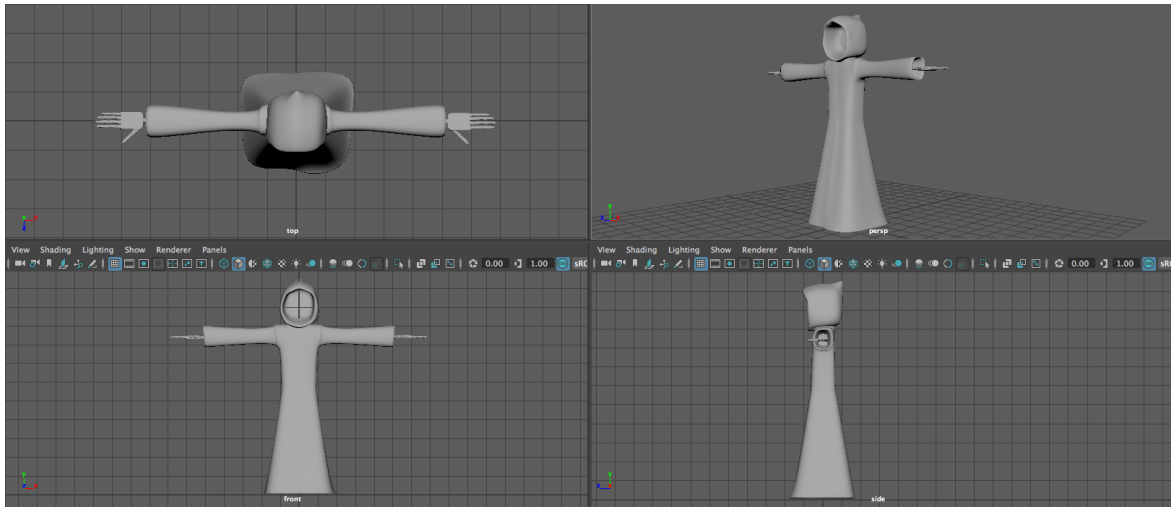 top
persp
View Shading Lighting Show Renderer Panels
0.00 1.00 sRG
View Shading Lighting Show Renderer Panels
0.00 1.00 sR
front
side